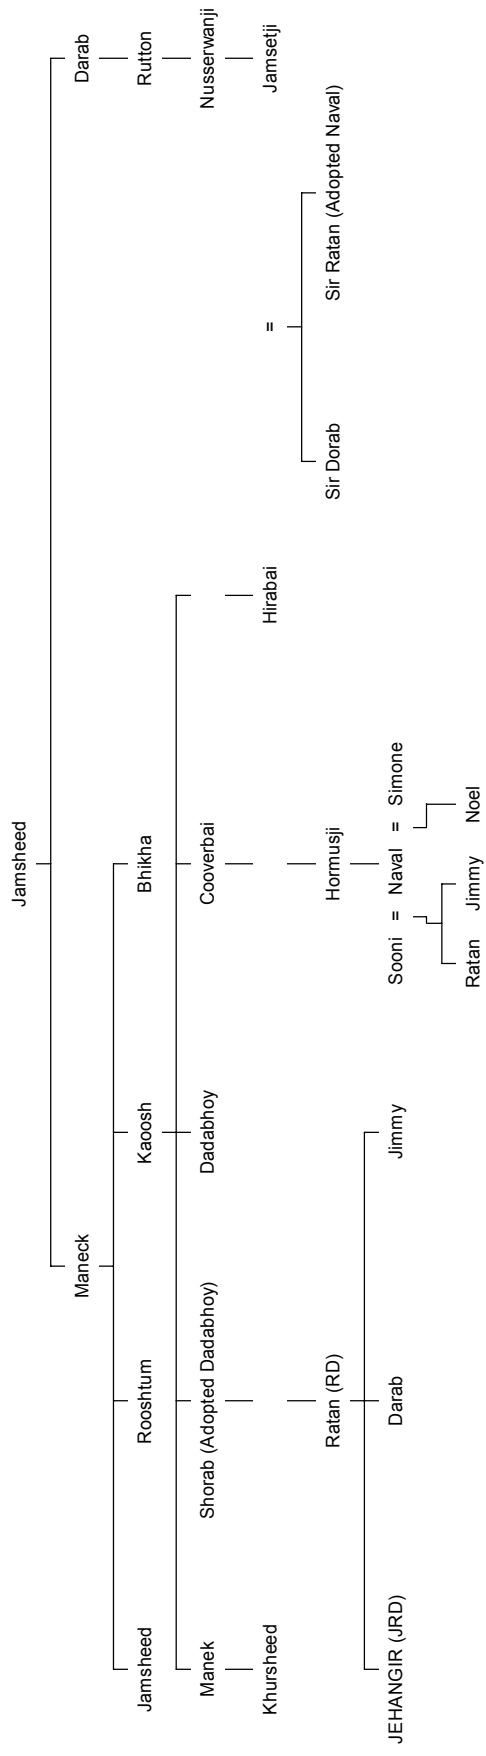 Jamsheed
Maneck Darab
Jamsheed Rooshtum Kaoosh Bhikha Rutton
Manek Shorab (Adopted Dadabhoy) Dadabhoy Cooverbai Nusserwanji
Khursheed Hirabai = Jamsetji
Sir Dorab Sir Ratan (Adopted Naval)
Ratan (RD) Hormusji
JEHANGIR (JRD) Darab Jimmy Sooni = Naval = Simone
Ratan Jimmy Noel